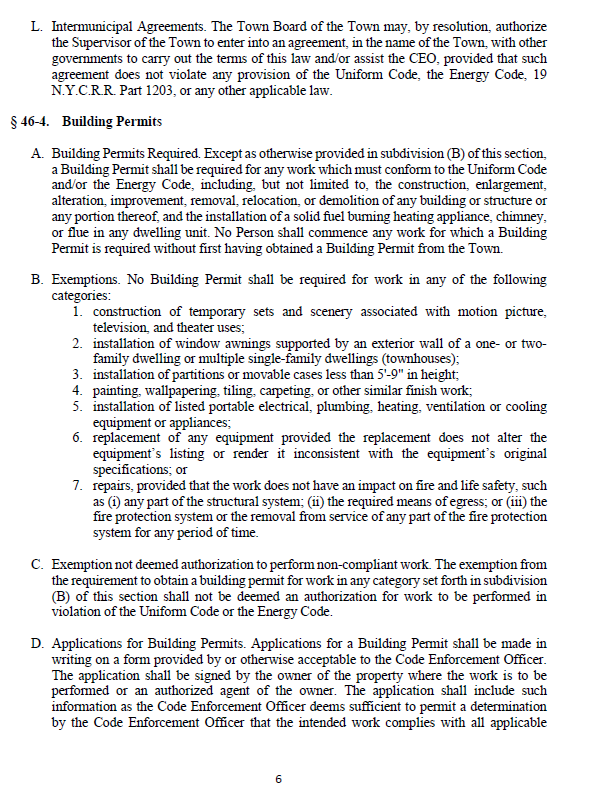 L. Intermunicipal Agreements. The Town Board of the Town may, by resolution, authorize
the Supervisor of the Town to enter into an agreement, in the name of the Town, with other
governments to carry out the terms of this law and/or assist the CEO, provided that such
agreement does not violate any provision of the Uniform Code, the Energy Code, 19
N.Y.C.R.R. Part 1203, or any other applicable law.
§ 46-4. Building Permits
A. Building Permits Required. Except as otherwise provided in subdivision (B) of this section,
a Building Permit shall be required for any work which must conform to the Uniform Code
and/or the Energy Code, including, but not limited to, the construction, enlargement,
alteration, improvement, removal, relocation, or demolition of any building or structure or
any portion thereof, and the installation of a solid fuel burning heating appliance, chimney,
or flue in any dwelling unit. No Person shall commence any work for which a Building
Permit is required without first having obtained a Building Permit from the Town.
B. Exemptions. No Building Permit shall be required for work in any of the following
categories:
1. construction of temporary sets and scenery associated with motion picture,
television, and theater uses;
2. installation of window awnings supported by an exterior wall of a one- or two-
family dwelling or multiple single-family dwellings (townhouses);
3. installation of partitions or movable cases less than 5'-9" in height;
4. painting, wallpapering, tiling, carpeting, or other similar finish work;
5. installation of listed portable electrical, plumbing, heating, ventilation or cooling
equipment or appliances;
6. replacement of any equipment provided the replacement does not alter the
equipment's listing or render it inconsistent with the equipment's original
specifications; or
7. repairs, provided that the work does not have an impact on fire and life safety, such
as (i) any part of the structural system; (ii) the required means of egress; or (iii) the
fire protection system or the removal from service of any part of the fire protection
system for any period of time.
C. Exemption not deemed authorization to perform non-compliant work. The exemption from
the requirement to obtain a building permit for work in any category set forth in subdivision
(B) of this section shall not be deemed an authorization for work to be performed in
violation of the Uniform Code or the Energy Code.
D. Applications for Building Permits. Applications for a Building Permit shall be made in
writing on a form provided by or otherwise acceptable to the Code Enforcement Officer.
The application shall be signed by the owner of the property where the work is to be
performed or an authorized agent of the owner. The application shall include such
information as the Code Enforcement Officer deems sufficient to permit a determination
by the Code Enforcement Officer that the intended work complies with all applicable
6